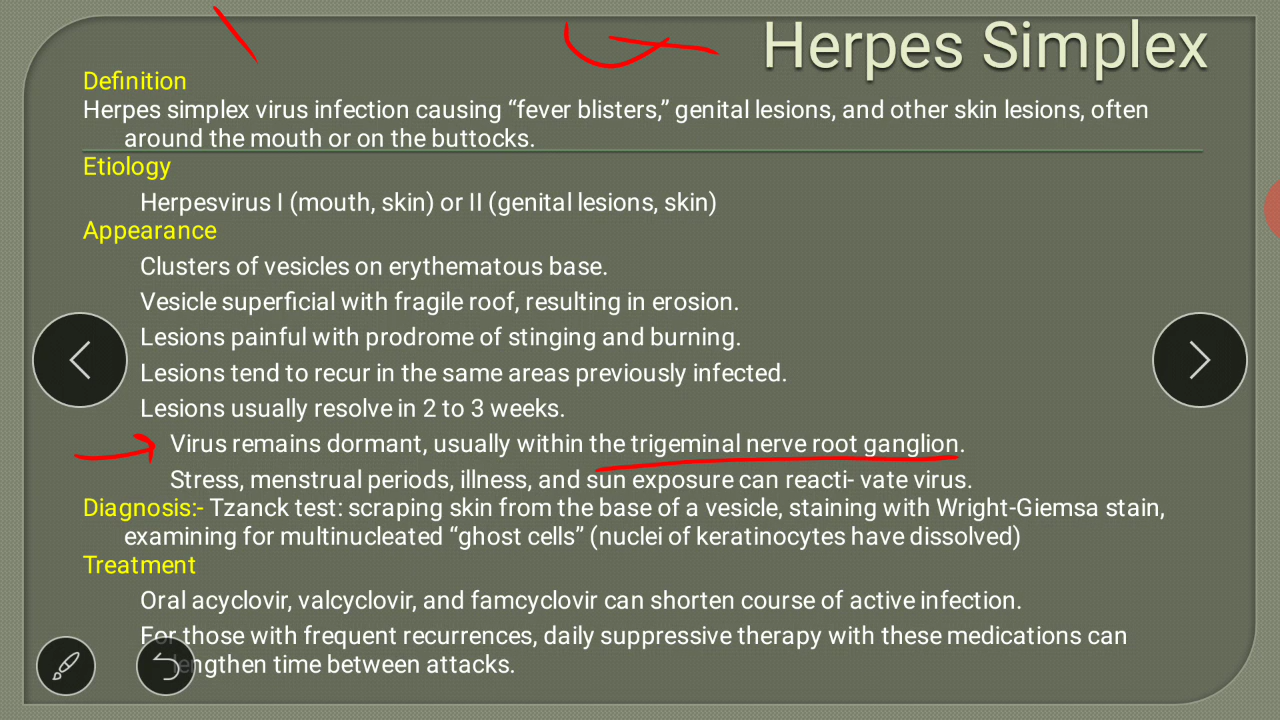 Herpes Simplex
Definition
Herpes simplex virus infection causing “fever blisters,” genital lesions, and other skin lesions, often
around the mouth or on the buttocks.
Etiology
Herpesvirus I (mouth, skin) or II (genital lesions, skin)
Appearance
Clusters of vesicles on erythematous base.
Vesicle superficial with fragile roof, resulting in erosion.
Lesions painful with prodrome of stinging and burning.
Lesions tend to recur in the same areas previously infected.
Lesions usually resolve in 2 to 3 weeks.
Virus remains dormant, usually within the trigeminal nerve root ganglion.
Stress, menstrual periods, illness, and sun exposure can reacti- vate virus.
Diagnosis:- Tzanck test: scraping skin from the base of a vesicle, staining with Wright-Giemsa stain,
examining for multinucleated “ghost cells” (nuclei of keratinocytes have dissolved)
Treatment
Oral acyclovir, valcyclovir, and famcyclovir can shorten course of active infection.
For those with frequent recurrences, daily suppressive therapy with these medications can
lengthen time between attacks.